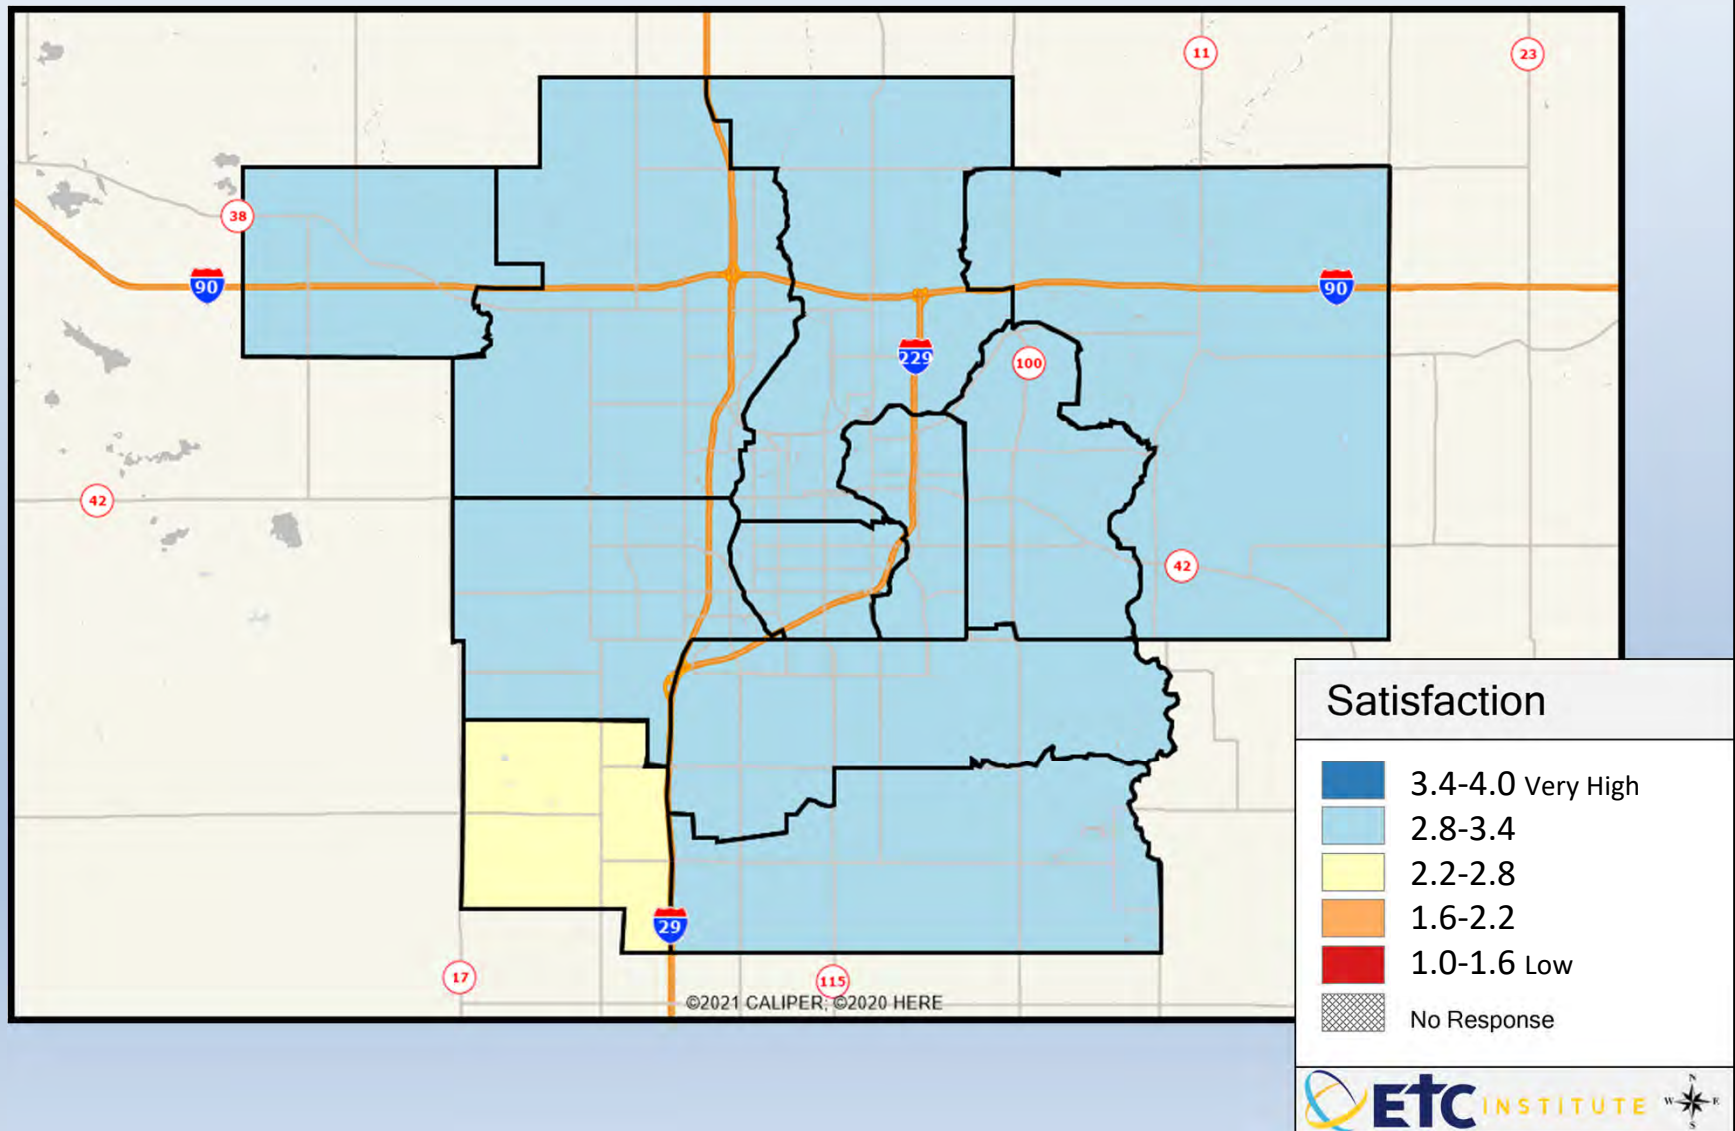 11
23
38
90
90
229
100
42
42
29
17
115
©2021 CALIPER; ©2020 HERE
Satisfaction
3.4-4.0 Very High
2.8-3.4
2.2-2.8
1.6-2.2
1.0-1.6 Low
No Response
ETC INSTITUTE
N
W E
S